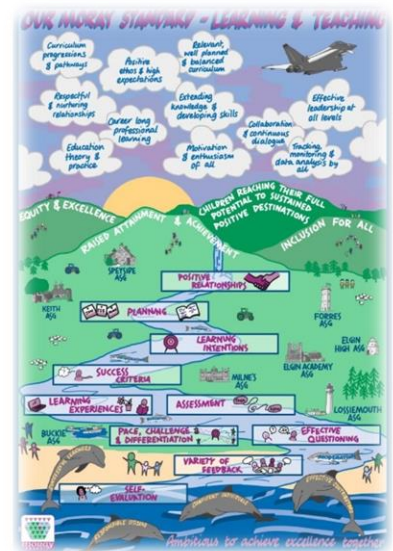 OUR MORAY STANDARD - LEARNING & TEACHING
Curriculum
progressions
& pathways
Positive
ethos & high
expectations
Relevant,
well planned
& balanced
curriculum
Respectful
& nurturing
relationships
Career long
professional
learning
Extending
knowledge &
developing skills
Collaboration
& continuous
dialogue
Effective
leadership at
all levels
Education
theory &
practice
Motivation
& enthusiasm
of all
Tracking,
monitoring &
data analysis by
all
EQUITY & EXCELLENCE
RAISED ATTAINMENT & ACHIEVEMENT
CHILDREN REACHING THEIR FULL
POTENTIAL TO SUSTAINED
POSITIVE DESTINATIONS
INCLUSION FOR ALL
SPEYSIDE
ASG
POSITIVE
RELATIONSHIPS
KEITH
ASG
PLANNING
FORRES
ASG
LEARNING
INTENTIONS
ELGIN
HIGH ASG
ELGIN ACADEMY
ASG
SUCCESS
CRITERIA
MILNE'S
ASG
LEARNING
EXPERIENCES
ASSESSMENT
LOSSIEMOUTH
ASG
BUCKIE
ASG
PACE, CHALLENGE
& DIFFERENTIATION
EFFECTIVE
QUESTIONING
VARIETY OF
FEEDBACK
SELF-
EVALUATION
RESPONSIBLE CITIZENS
CONFIDENT INDIVIDUALS
Ambitious to achieve excellence together